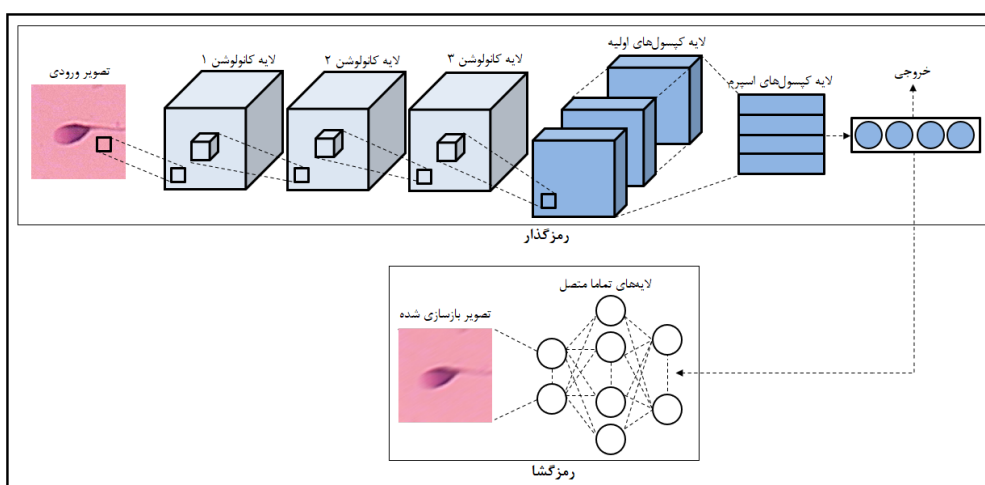 تصویر ورودی
لایه کانولوشن ۱
لایه کانولوشن ۲
لایه کانولوشن ۳
لایه کپسول‌های اولیه
لایه کپسول‌های اسپرم
خروجی
رمزگذار
تصویر بازسازی شده
لایه‌های تماما متصل
رمزگشا